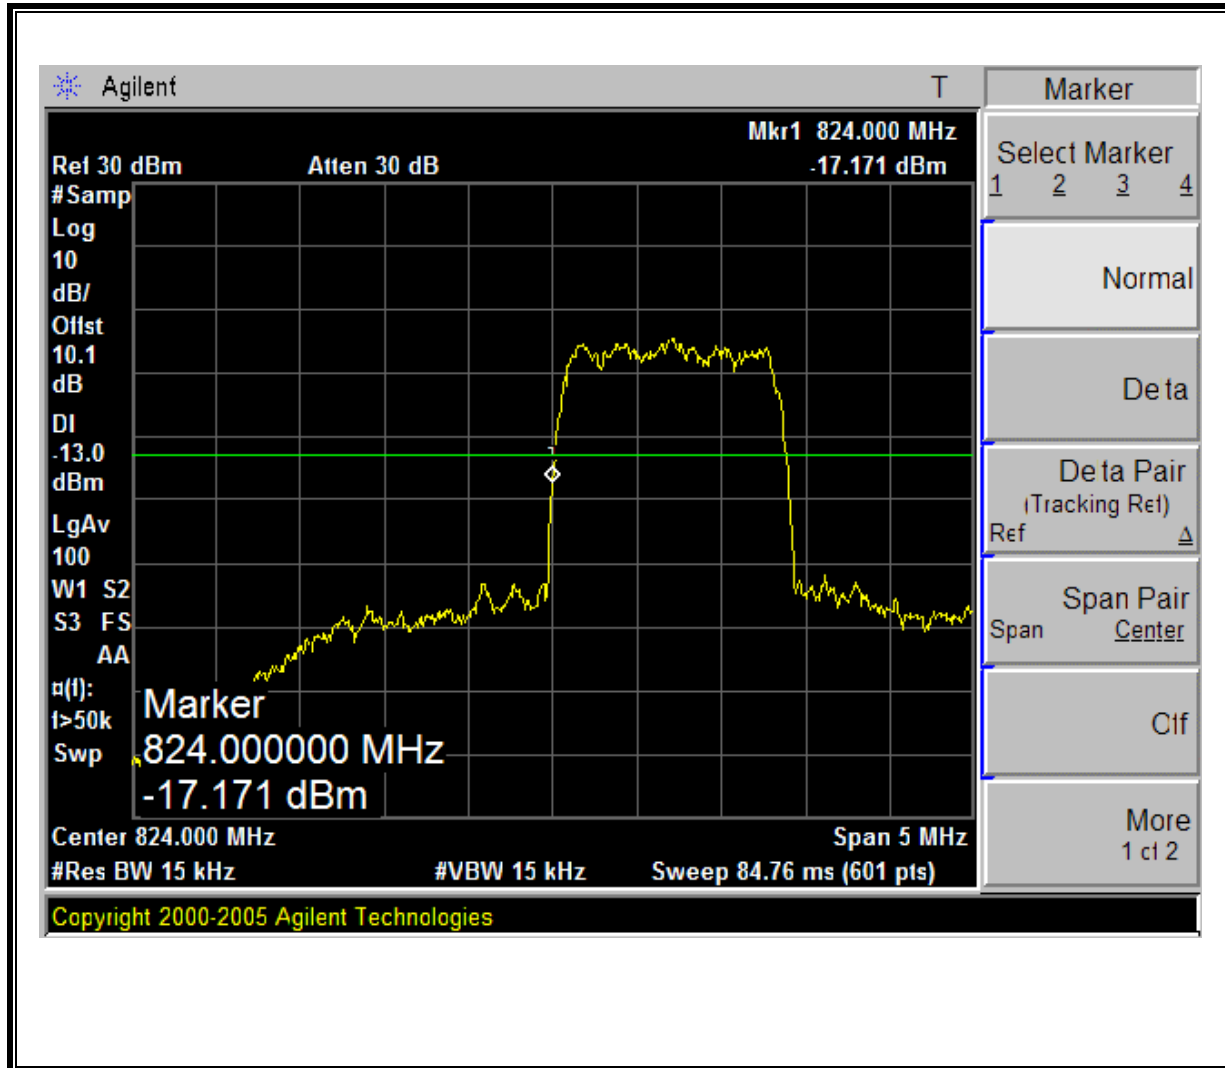 Agilent T
Mkr1 824.000 MHz
Ref 30 dBm Atten 30 dB -17.171 dBm
#Samp
Log
10
dB/
Offst
10.1
dB
DI
-13.0
dBm
LgAv
100
W1 S2
S3 FS
AA
¤(f):
f>50k
Swp
1
Marker
824.000000 MHz
-17.171 dBm
Center 824.000 MHz Span 5 MHz
#Res BW 15 kHz #VBW 15 kHz Sweep 84.76 ms (601 pts)
Copyright 2000-2005 Agilent Technologies
Marker
Select Marker
1 2 3 4
Normal
Delta
Delta Pair
(Tracking Ref)
Ref Δ
Span Pair
Span Center
Off
More
1 of 2